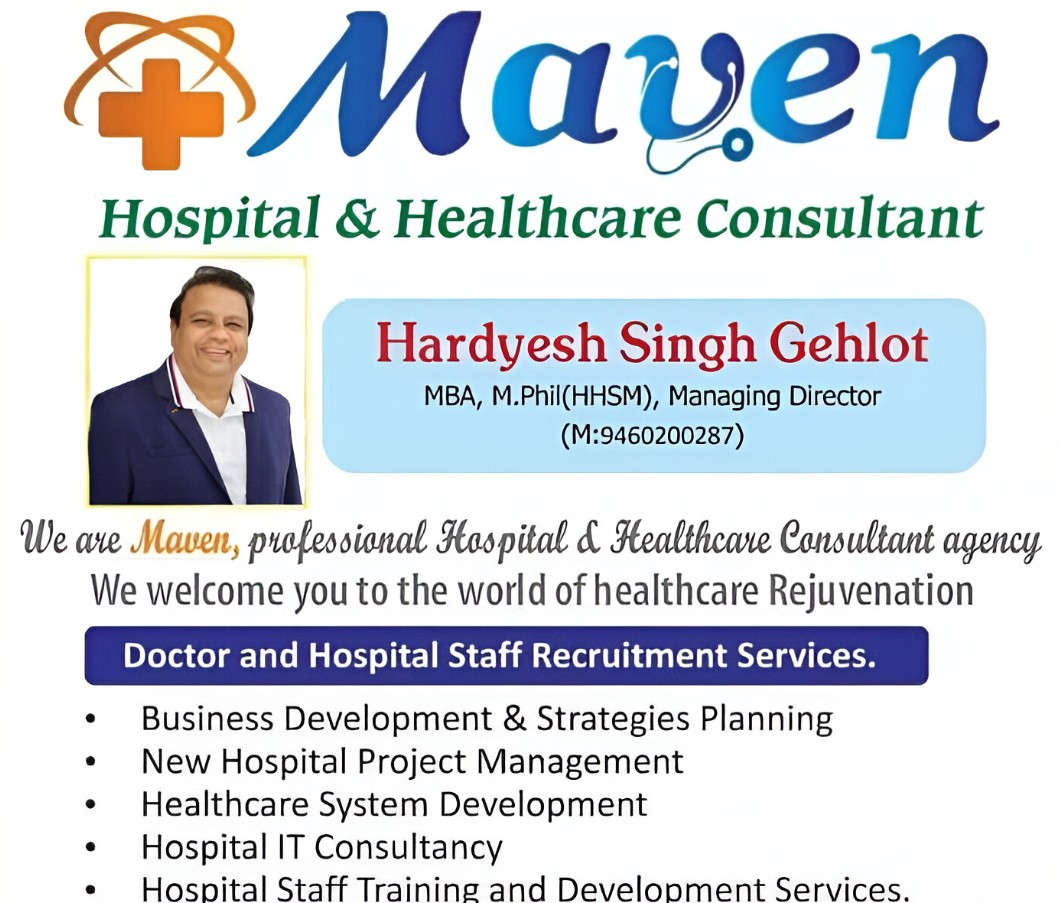 Maven
Hospital & Healthcare Consultant
Hardyesh Singh Gehlot
MBA, M.Phil(HHSM), Managing Director
(M:9460200287)
We are Maven, professional Hospital & Healthcare Consultant agency
We welcome you to the world of healthcare Rejuvenation
Doctor and Hospital Staff Recruitment Services.
• Business Development & Strategies Planning
• New Hospital Project Management
• Healthcare System Development
• Hospital IT Consultancy
• Hospital Staff Training and Development Services.